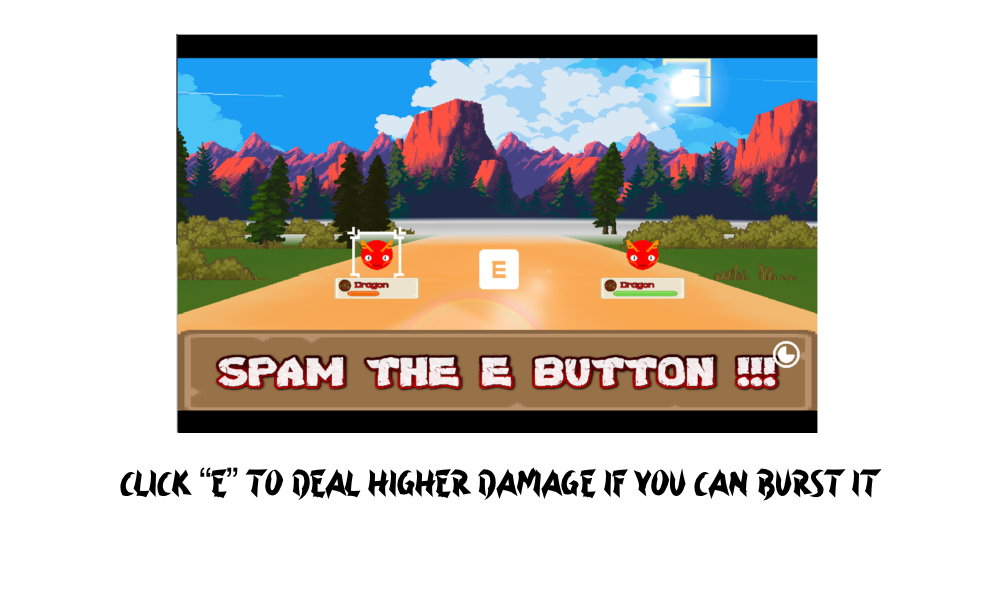 E
Dragon
Dragon
SPAM THE E BUTTON !!!
CLICK “E” TO DEAL HIGHER DAMAGE IF YOU CAN BURST IT